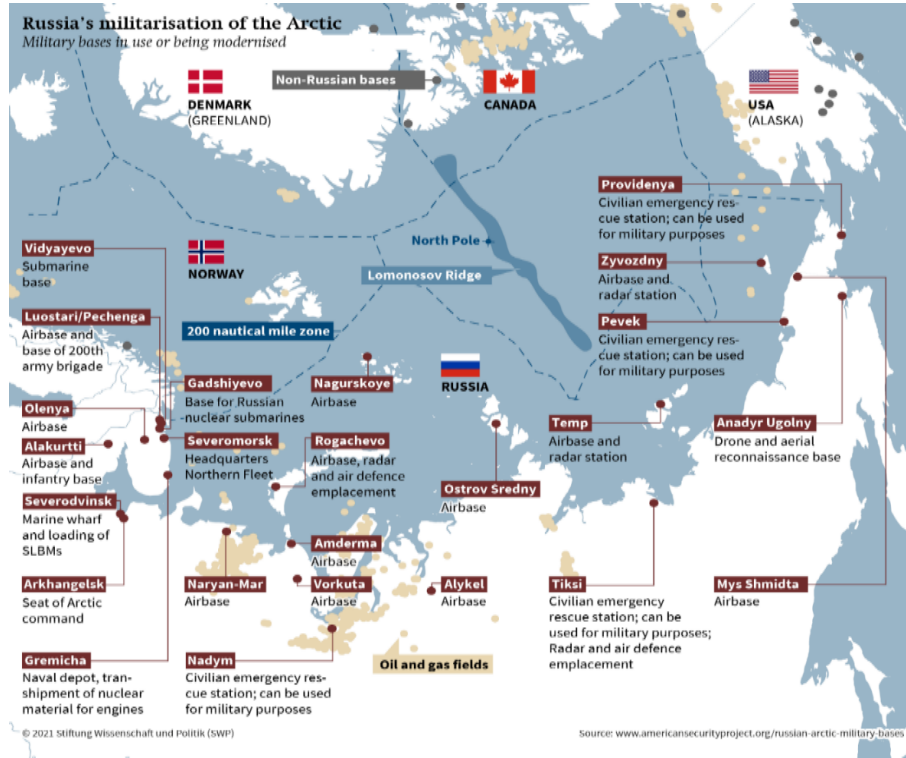 Russia's militarisation of the Arctic
Military bases in use or being modernised
Non-Russian bases
DENMARK
(GREENLAND)
CANADA
USA
(ALASKA)
Providenya
Civilian emergency res-
cue station; can be used
for military purposes
North Pole
Lomonosov Ridge
Zyvozdny
Airbase and
radar station
Vidyayevo
Submarine
base
NORWAY
Luostari/Pechenga
Airbase and
base of 200th
army brigade
200 nautical mile zone
Pevek
Civilian emergency res-
cue station; can be used
for military purposes
RUSSIA
Gadshiyevo
Base for Russian
nuclear submarines
Nagurskoye
Airbase
Olenya
Airbase
Alakurtti
Airbase and
infantry base
Severomorsk
Headquarters
Northern Fleet
Rogachevo
Airbase, radar
and air defence
emplacement
Temp
Airbase and
radar station
Anadyr Ugolny
Drone and aerial
reconnaissance base
Ostrov Sredny
Airbase
Severodvinsk
Marine wharf
and loading of
SLBMs
Amderma
Airbase
Arkhangelsk
Seat of Arctic
command
Naryan-Mar
Airbase
Vorkuta
Airbase
Alykel
Airbase
Tiksi
Civilian emergency
rescue station; can be
used for military purposes;
Radar and air defence
emplacement
Mys Shmidta
Airbase
Gremicha
Naval depot, tran-
shipment of nuclear
material for engines
Nadym
Civilian emergency res-
cue station; can be used
for military purposes
Oil and gas fields
© 2021 Stiftung Wissenschaft und Politik (SWP)
Source: www.americansecurityproject.org/russian-arctic-military-bases